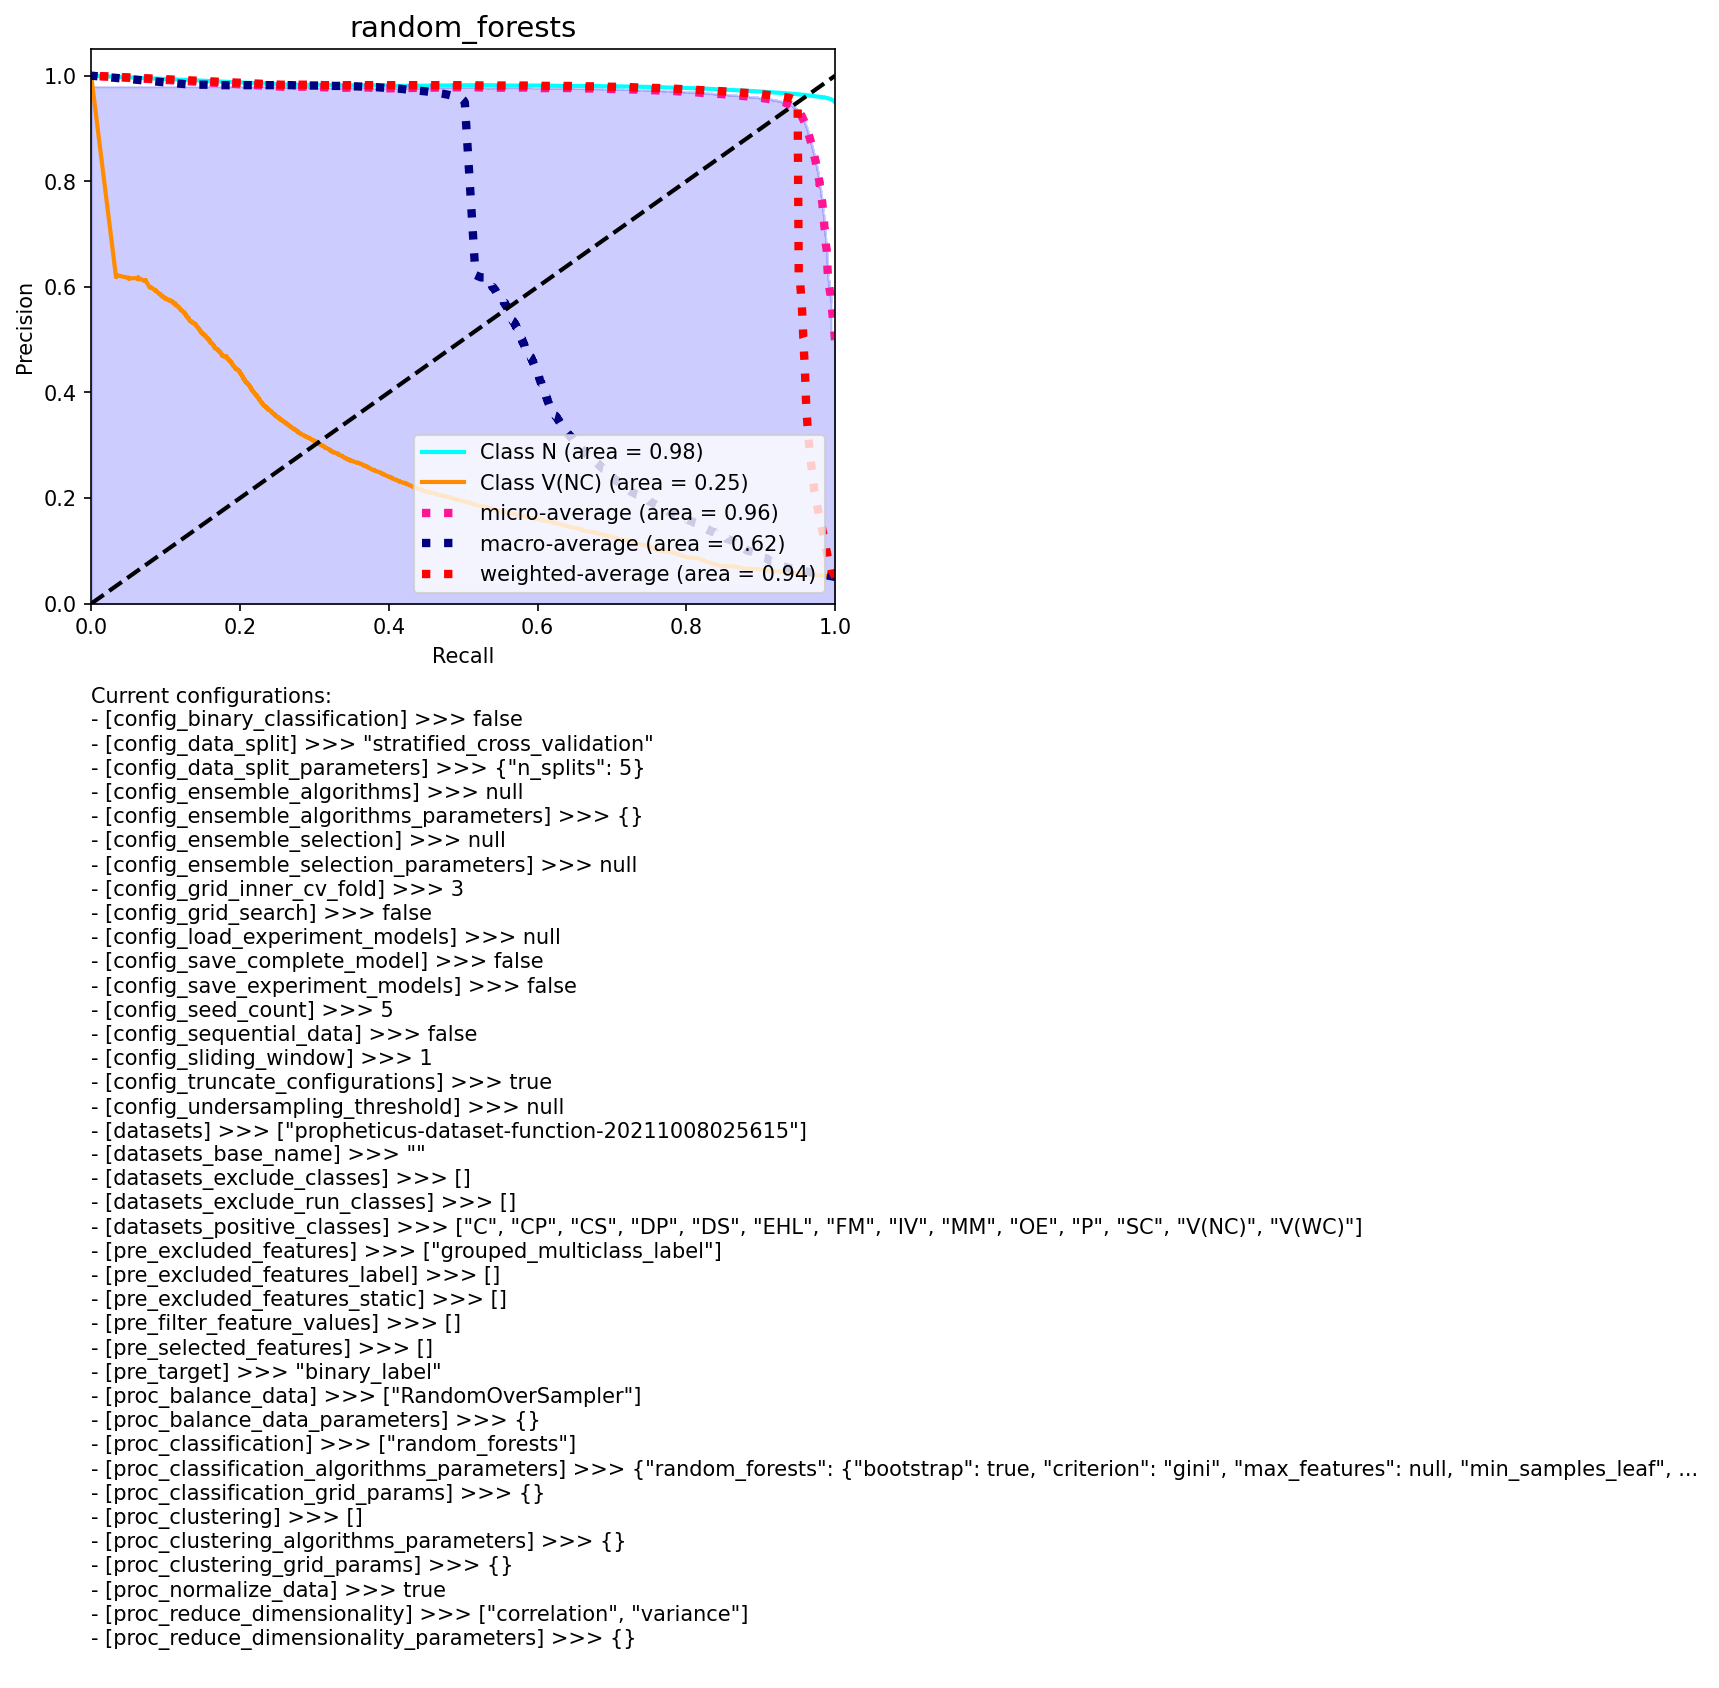 random_forests
1.0
0.8
0.6
0.4
0.2
0.0
Precision
0.0 0.2 0.4 0.6 0.8 1.0
Recall
Class N (area = 0.98)
Class V(NC) (area = 0.25)
micro-average (area = 0.96)
macro-average (area = 0.62)
weighted-average (area = 0.94)
Current configurations:
- [config_binary_classification] >>> false
- [config_data_split] >>> "stratified_cross_validation"
- [config_data_split_parameters] >>> {"n_splits": 5}
- [config_ensemble_algorithms] >>> null
- [config_ensemble_algorithms_parameters] >>> {}
- [config_ensemble_selection] >>> null
- [config_ensemble_selection_parameters] >>> null
- [config_grid_inner_cv_fold] >>> 3
- [config_grid_search] >>> false
- [config_load_experiment_models] >>> null
- [config_save_complete_model] >>> false
- [config_save_experiment_models] >>> false
- [config_seed_count] >>> 5
- [config_sequential_data] >>> false
- [config_sliding_window] >>> 1
- [config_truncate_configurations] >>> true
- [config_undersampling_threshold] >>> null
- [datasets] >>> ["propheticus-dataset-function-20211008025615"]
- [datasets_base_name] >>> ""
- [datasets_exclude_classes] >>> []
- [datasets_exclude_run_classes] >>> []
- [datasets_positive_classes] >>> ["C", "CP", "CS", "DP", "DS", "EHL", "FM", "IV", "MM", "OE", "P", "SC", "V(NC)", "V(WC)"]
- [pre_excluded_features] >>> ["grouped_multiclass_label"]
- [pre_excluded_features_label] >>> []
- [pre_excluded_features_static] >>> []
- [pre_filter_feature_values] >>> []
- [pre_selected_features] >>> []
- [pre_target] >>> "binary_label"
- [proc_balance_data] >>> ["RandomOverSampler"]
- [proc_balance_data_parameters] >>> {}
- [proc_classification] >>> ["random_forests"]
- [proc_classification_algorithms_parameters] >>> {"random_forests": {"bootstrap": true, "criterion": "gini", "max_features": null, "min_samples_leaf", ...
- [proc_classification_grid_params] >>> {}
- [proc_clustering] >>> []
- [proc_clustering_algorithms_parameters] >>> {}
- [proc_clustering_grid_params] >>> {}
- [proc_normalize_data] >>> true
- [proc_reduce_dimensionality] >>> ["correlation", "variance"]
- [proc_reduce_dimensionality_parameters] >>> {}